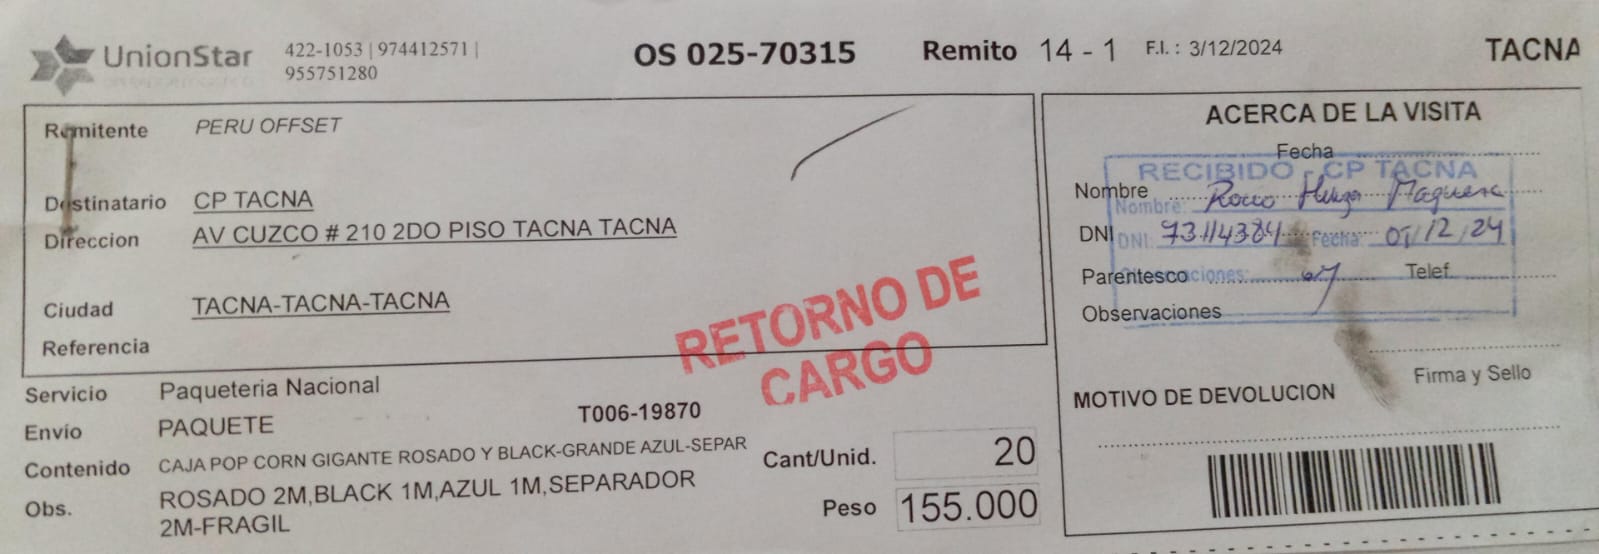 UnionStar 422-1053 | 974412571 |
955751280
OS 025-70315 Remito 14 - 1 F.I. : 3/12/2024 TACNA
Remitente PERU OFFSET
Destinatario CP TACNA
Direccion AV CUZCO # 210 2DO PISO TACNA TACNA
Ciudad TACNA-TACNA-TACNA
Referencia
RETORNO DE
CARGO
Servicio Paqueteria Nacional
Envio PAQUETE T006-19870
Contenido CAJA POP CORN GIGANTE ROSADO Y BLACK-GRANDE AZUL-SEPAR
Obs. ROSADO 2M,BLACK 1M,AZUL 1M,SEPARADOR
2M-FRAGIL
Cant/Unid. 20
Peso 155.000
ACERCA DE LA VISITA
Fecha
RECIBIDO - CP TACNA
Nombre
Nombre: Rocio
DNI
DNI: 73114384 Fecha: /12/24
Parentesco Telef.
Observaciones
Firma y Sello
MOTIVO DE DEVOLUCION